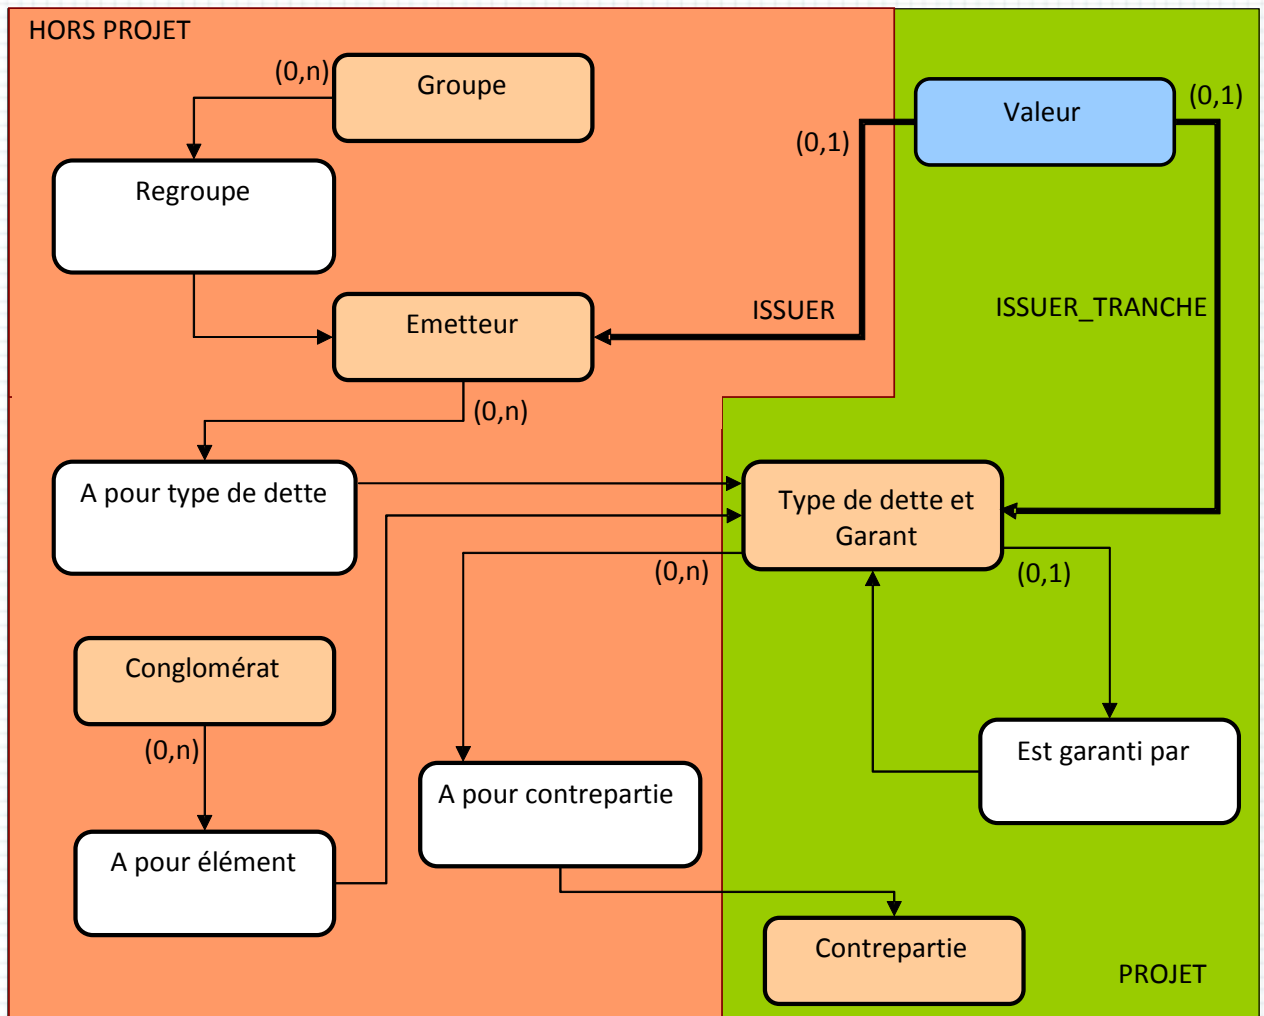 HORS PROJET
(0,n)
Groupe
Valeur
(0,1)
(0,1)
Regroupe
ISSUER
ISSUER_TRANCHE
Emetteur
(0,n)
A pour type de dette
Type de dette et
Garant
(0,n)
(0,1)
Conglomérat
(0,n)
Est garanti par
A pour contrepartie
A pour élément
Contrepartie
PROJET